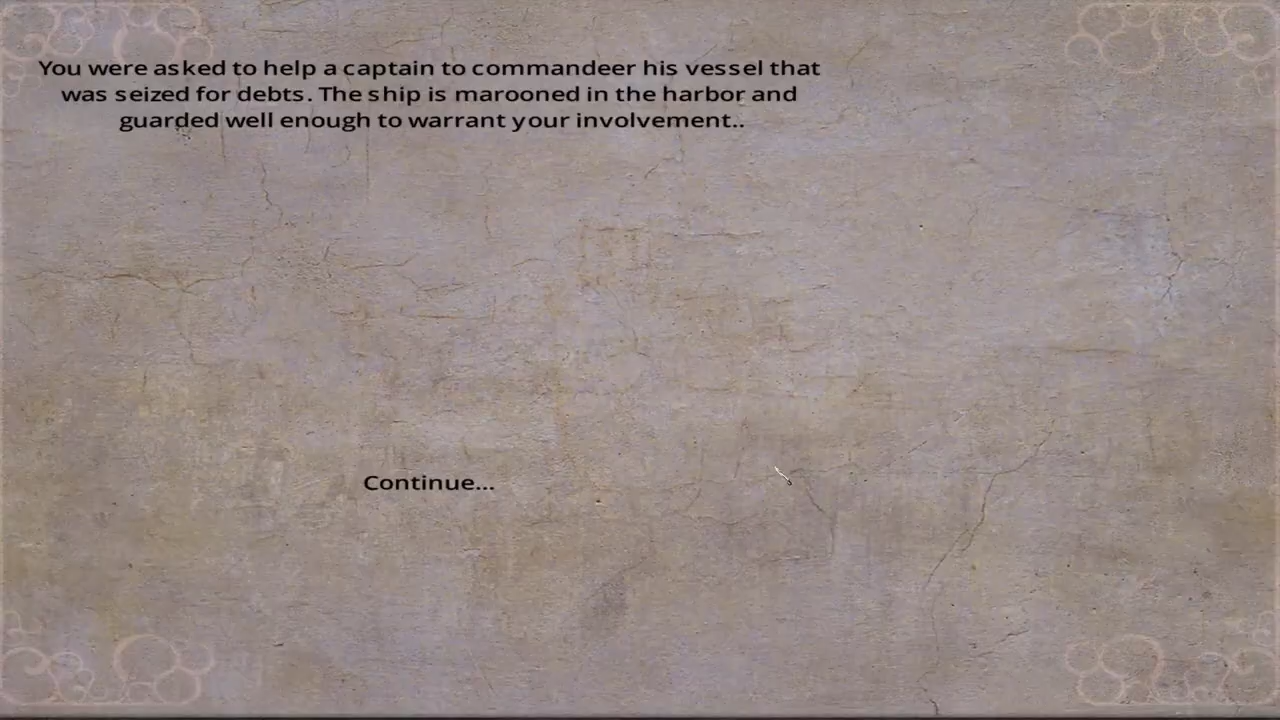 You were asked to help a captain to commandeer his vessel that
was seized for debts. The ship is marooned in the harbor and
guarded well enough to warrant your involvement..
Continue...